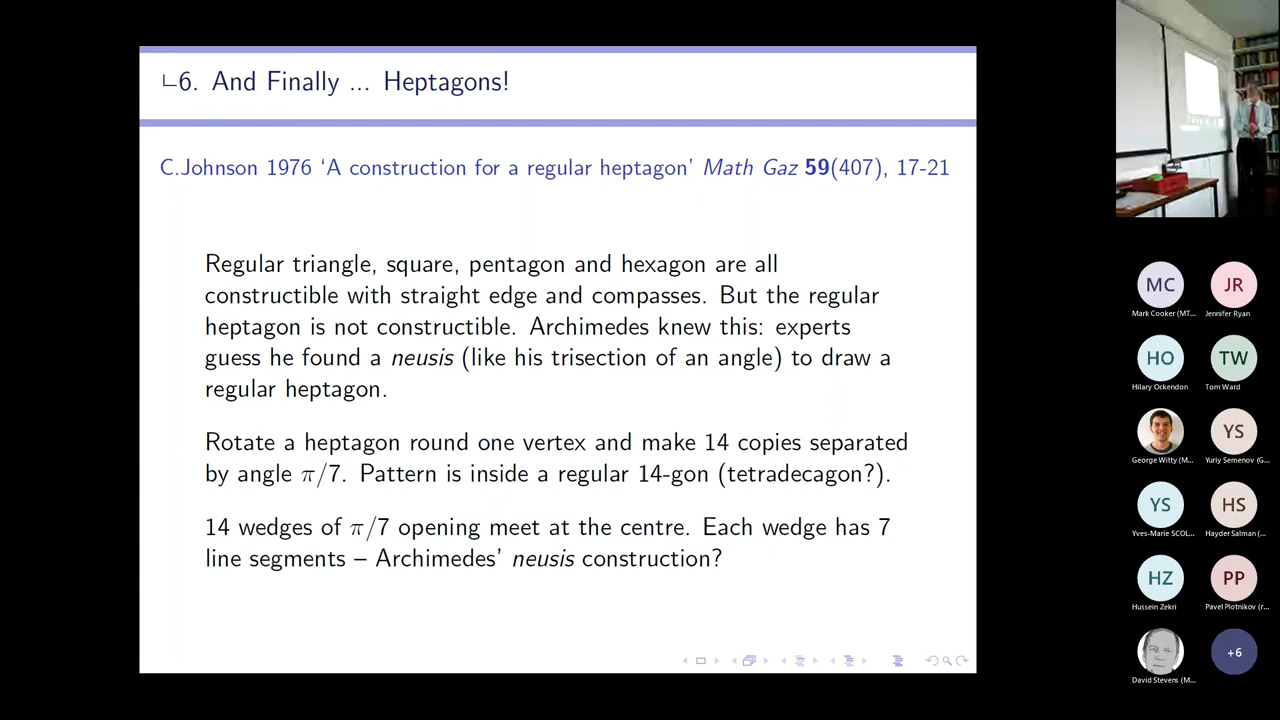 6. And Finally ... Heptagons!
C.Johnson 1976 ‘A construction for a regular heptagon’ Math Gaz 59(407), 17-21
Regular triangle, square, pentagon and hexagon are all
constructible with straight edge and compasses. But the regular
heptagon is not constructible. Archimedes knew this: experts
guess he found a neusis (like his trisection of an angle) to draw a
regular heptagon.
Rotate a heptagon round one vertex and make 14 copies separated
by angle π/7. Pattern is inside a regular 14-gon (tetradecagon?).
14 wedges of π/7 opening meet at the centre. Each wedge has 7
line segments – Archimedes’ neusis construction?
MC
JR
Mark Cooker (MT...
Jennifer Ryan
HO
TW
Hilary Ockendon
Tom Ward
YS
George Witty (M...
Yuriy Semenov (G...
YS
HS
Yves-Marie SCOL...
Hayder Salman (...
HZ
PP
Hussein Zekri
Pavel Plotnikov (r...
+6
David Stevens (M...